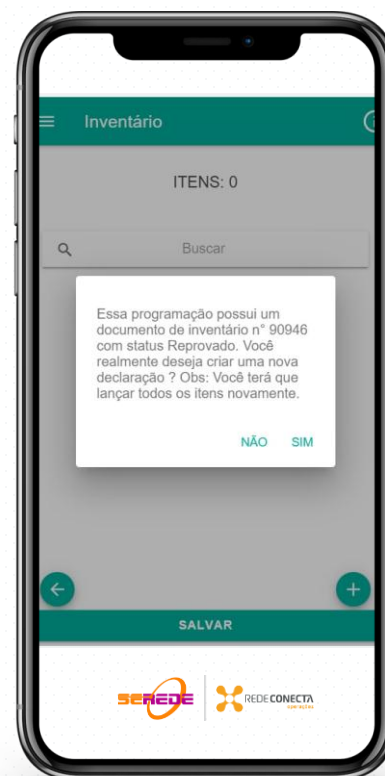 Inventário
ITENS: 0
Buscar
Essa programação possui um
documento de inventário n° 90946
com status Reprovado. Você
realmente deseja criar uma nova
declaração ? Obs: Você terá que
lançar todos os itens novamente.
NÃO SIM
SALVAR
SEREDE
REDECONECTA